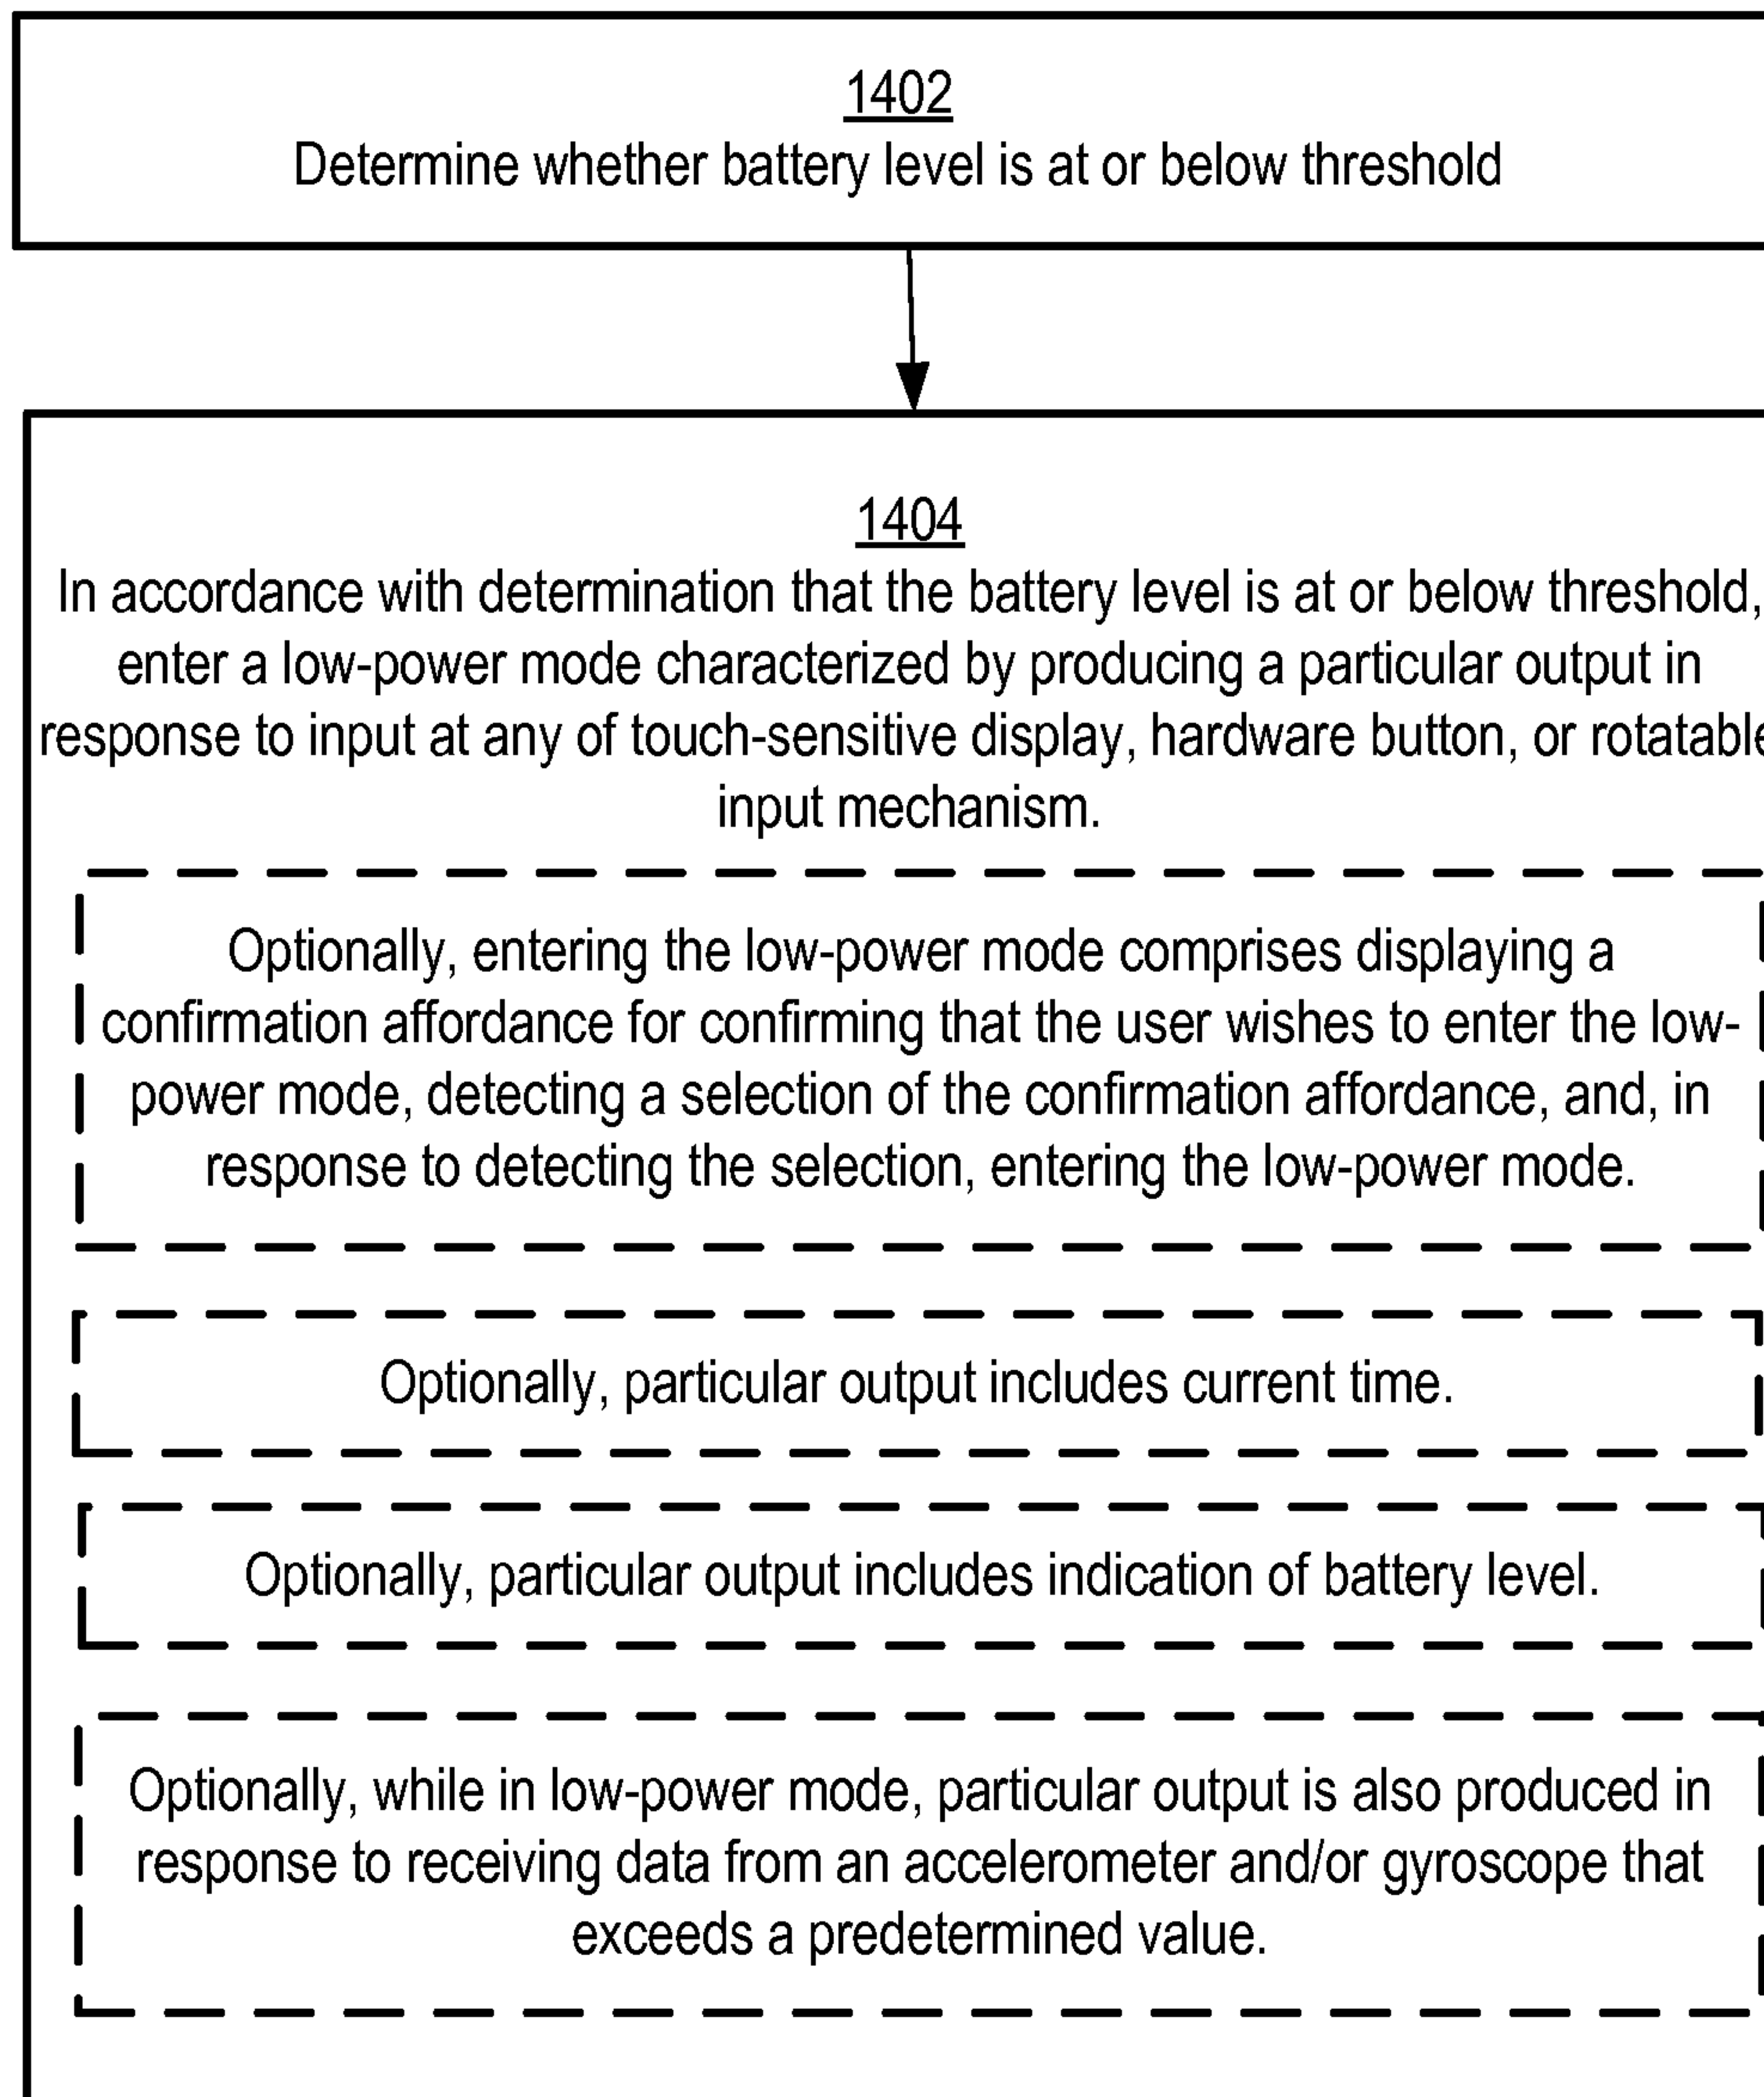 1402
Determine whether battery level is at or below threshold
1404
In accordance with determination that the battery level is at or below threshold,
enter a low-power mode characterized by producing a particular output in
response to input at any of touch-sensitive display, hardware button, or rotatable
input mechanism.
Optionally, entering the low-power mode comprises displaying a
confirmation affordance for confirming that the user wishes to enter the low-
power mode, detecting a selection of the confirmation affordance, and, in
response to detecting the selection, entering the low-power mode.
Optionally, particular output includes current time.
Optionally, particular output includes indication of battery level.
Optionally, while in low-power mode, particular output is also produced in
response to receiving data from an accelerometer and/or gyroscope that
exceeds a predetermined value.